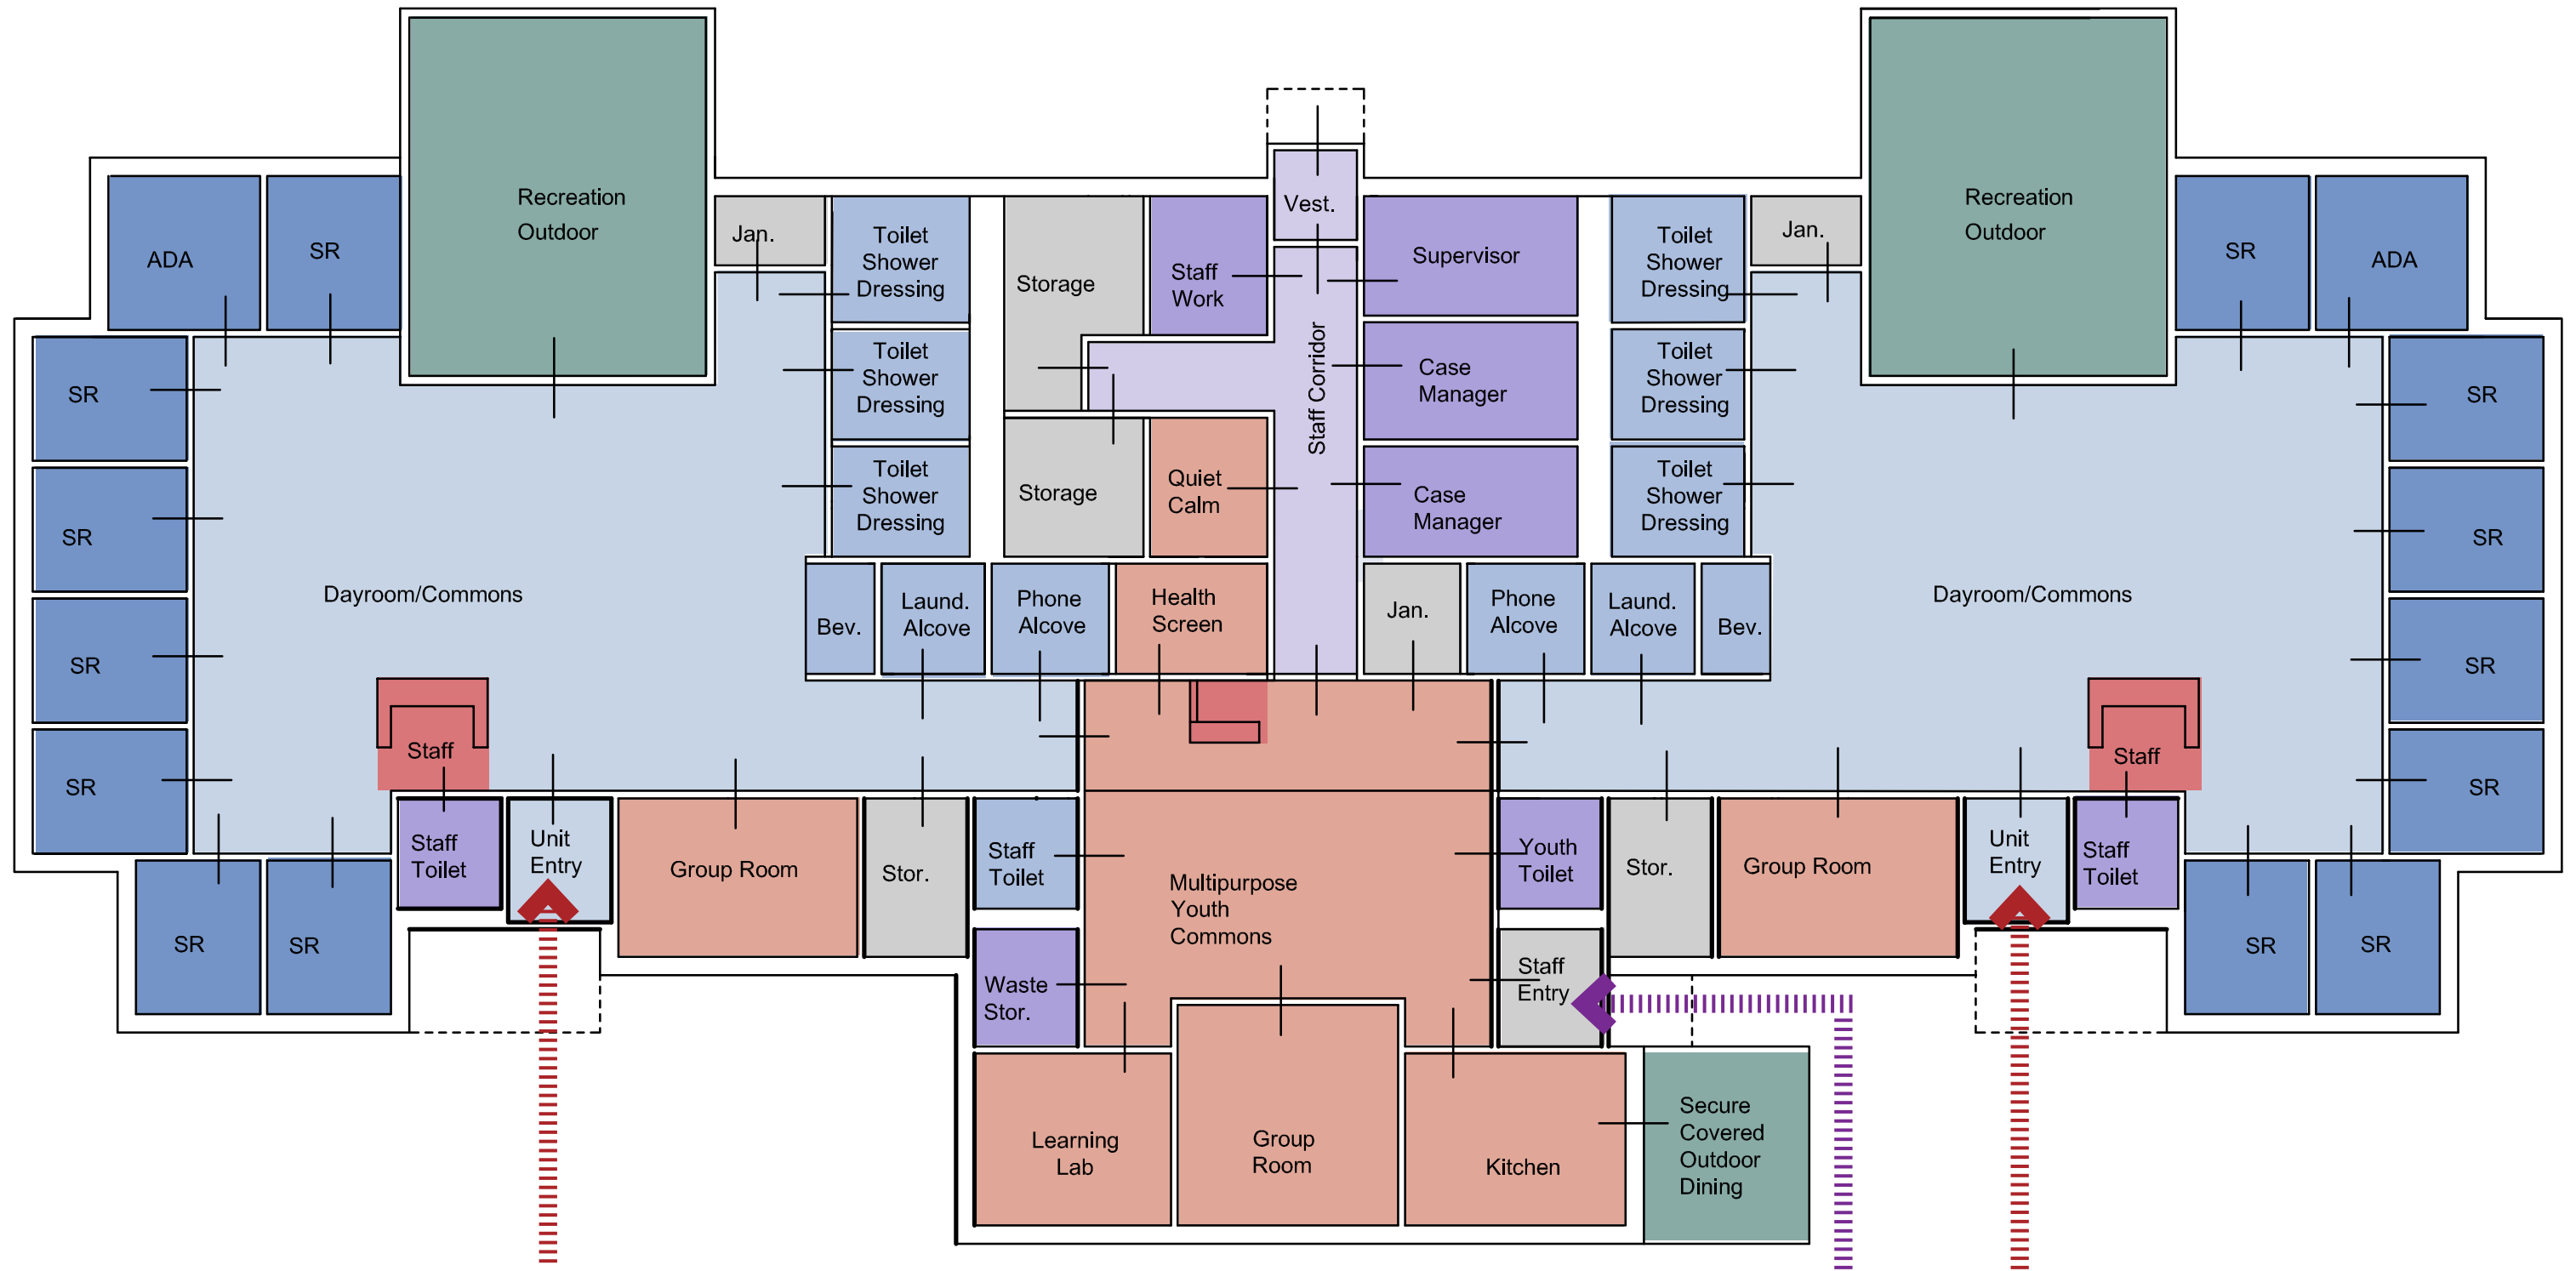 Recreation
Outdoor
ADA
SR
Jan.
Toilet
Shower
Dressing
Storage
Staff
Work
Vest.
Supervisor
Toilet
Shower
Dressing
Jan.
Recreation
Outdoor
SR
ADA
SR
Toilet
Shower
Dressing
Staff Corridor
Case
Manager
Toilet
Shower
Dressing
SR
SR
Toilet
Shower
Dressing
Storage
Quiet
Calm
Case
Manager
Toilet
Shower
Dressing
SR
Dayroom/Commons
Bev.
Laund.
Alcove
Phone
Alcove
Health
Screen
Jan.
Phone
Alcove
Laund.
Alcove
Bev.
Dayroom/Commons
SR
SR
SR
Staff
Staff
SR
Staff
Toilet
Unit
Entry
Group Room
Stor.
Staff
Toilet
Multipurpose
Youth
Commons
Youth
Toilet
Stor.
Group Room
Unit
Entry
Staff
Toilet
SR
SR
Waste
Stor.
Staff
Entry
SR
SR
Learning
Lab
Group
Room
Kitchen
Secure
Covered
Outdoor
Dining